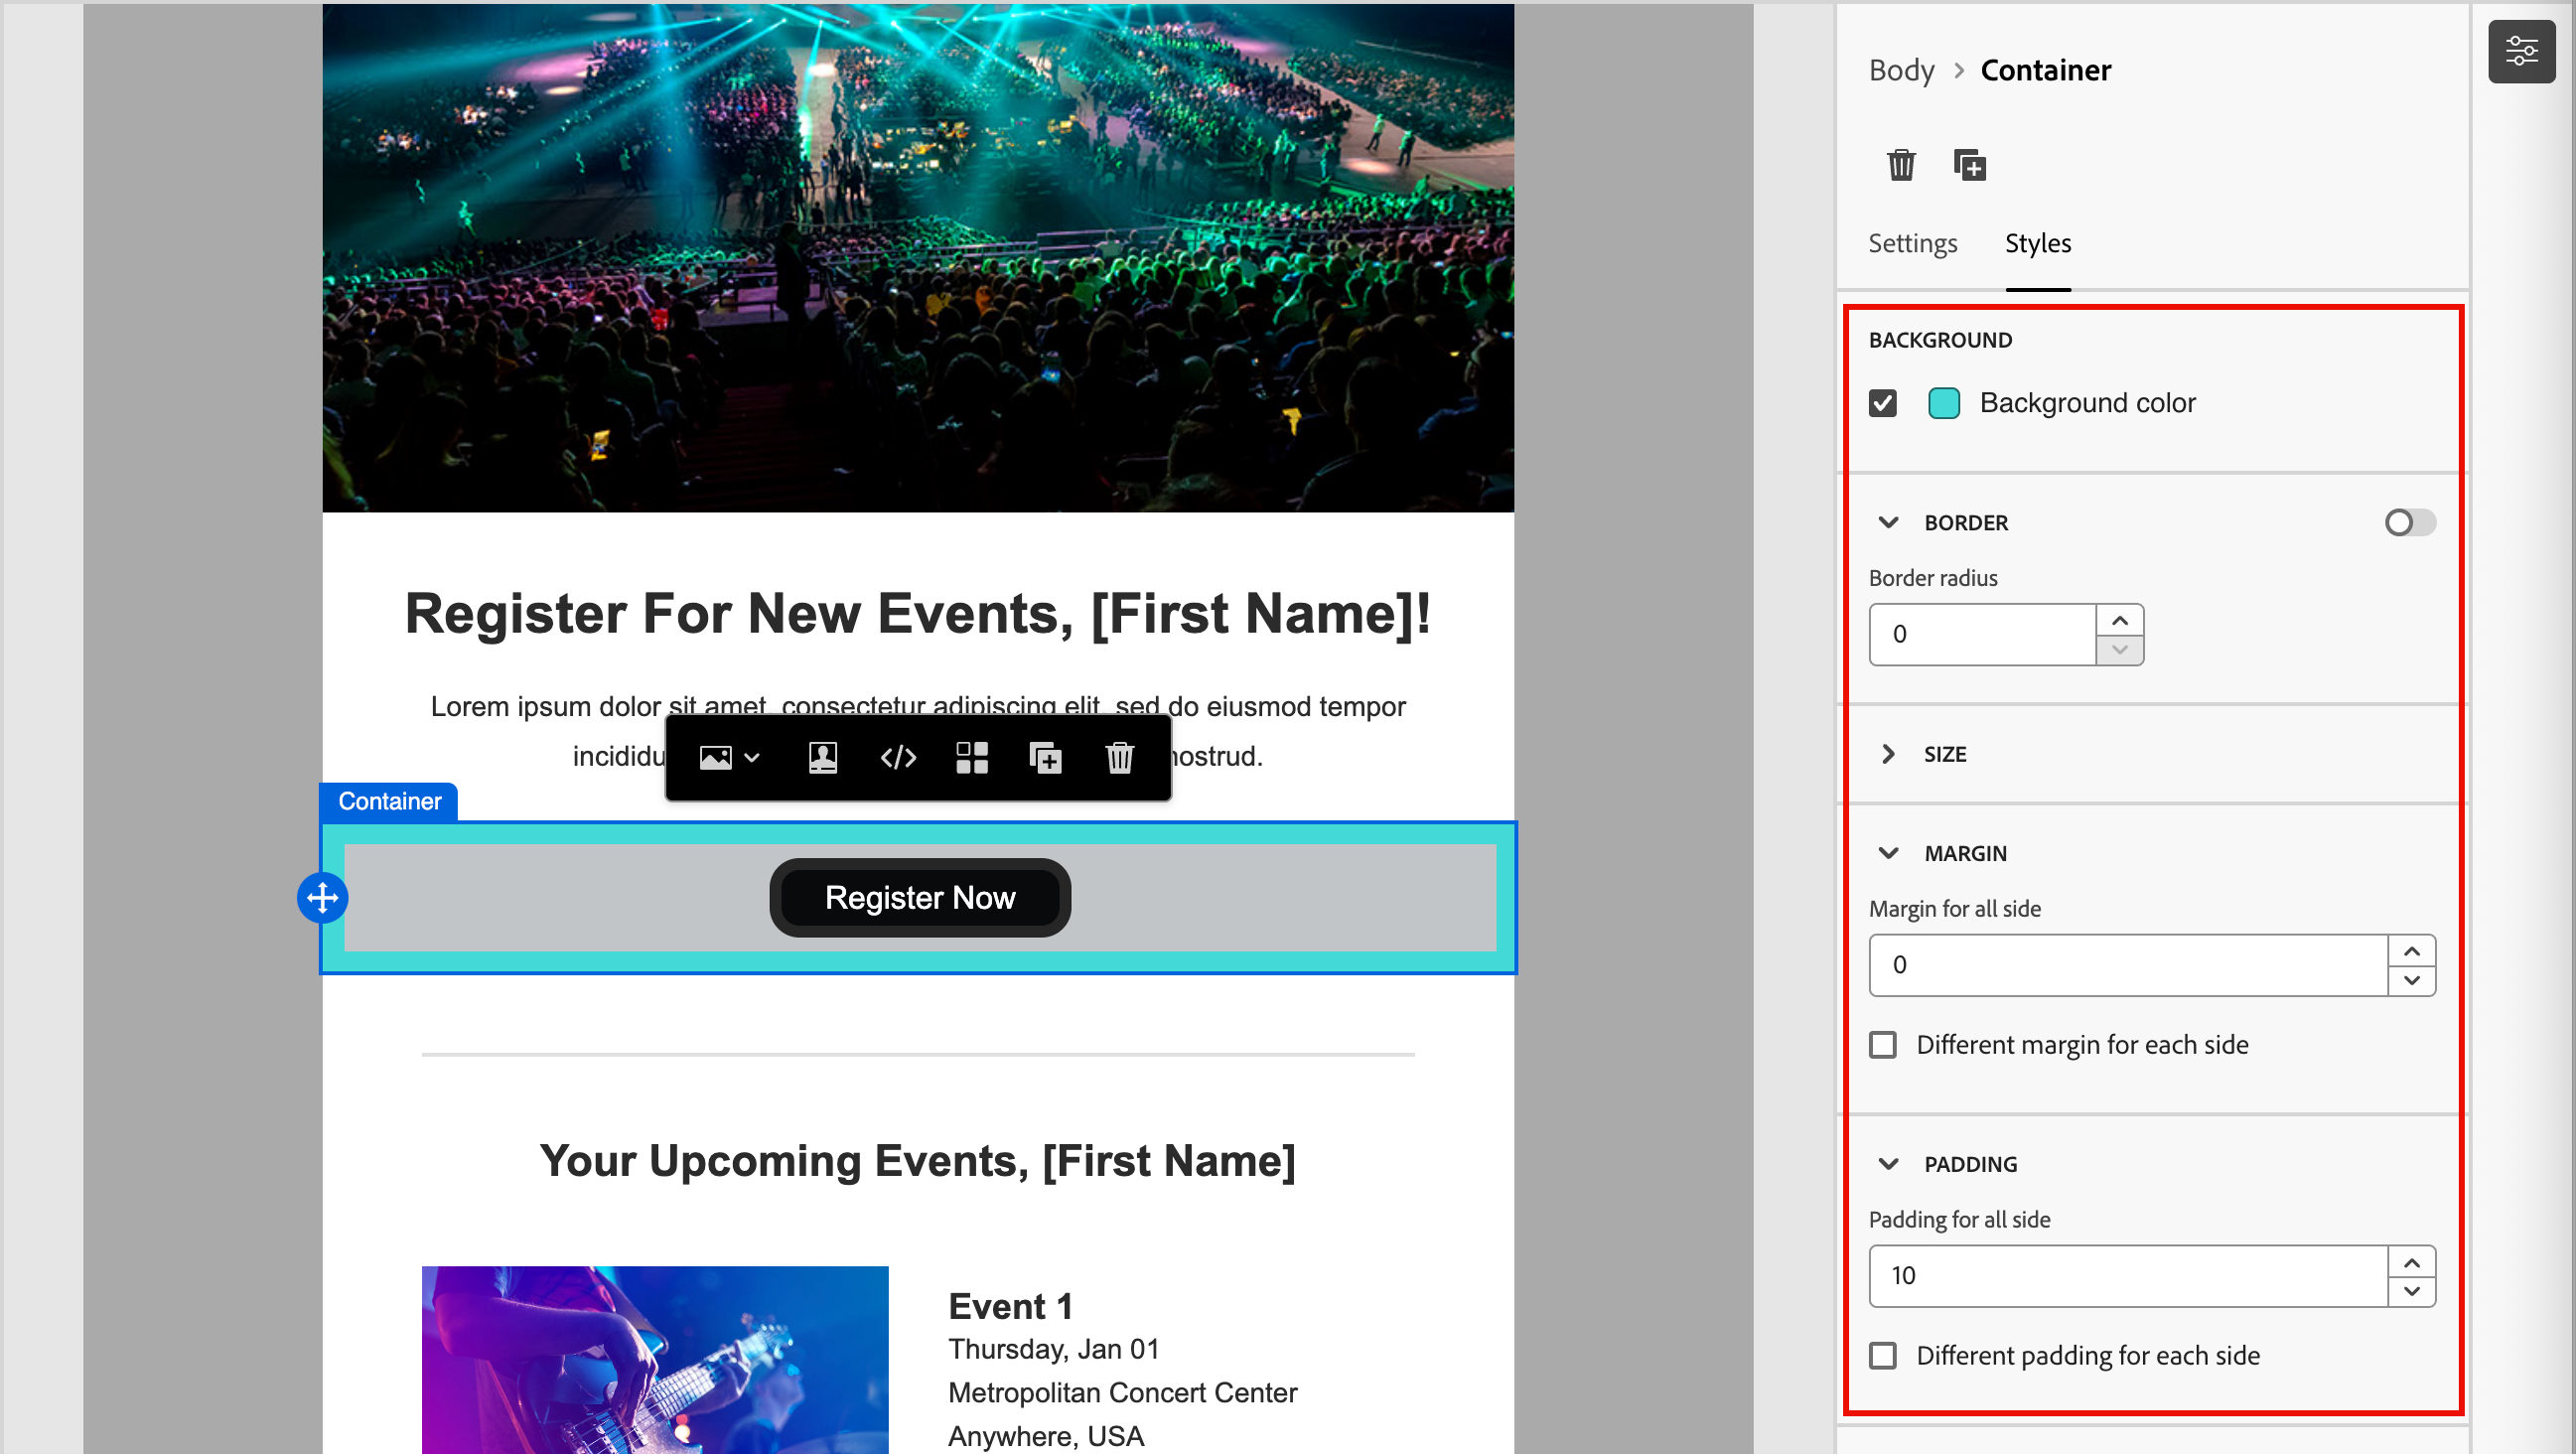 Register For New Events, [First Name]!
Lorem ipsum dolor sit amet, consectetur adipiscing elit, sed do eiusmod tempor
incididu nostrud.
Container
Register Now
Your Upcoming Events, [First Name]
Event 1
Thursday, Jan 01
Metropolitan Concert Center
Anywhere, USA
Body > Container
Settings Styles
BACKGROUND
Background color
BORDER
Border radius
0
SIZE
MARGIN
Margin for all side
0
Different margin for each side
PADDING
Padding for all side
10
Different padding for each side